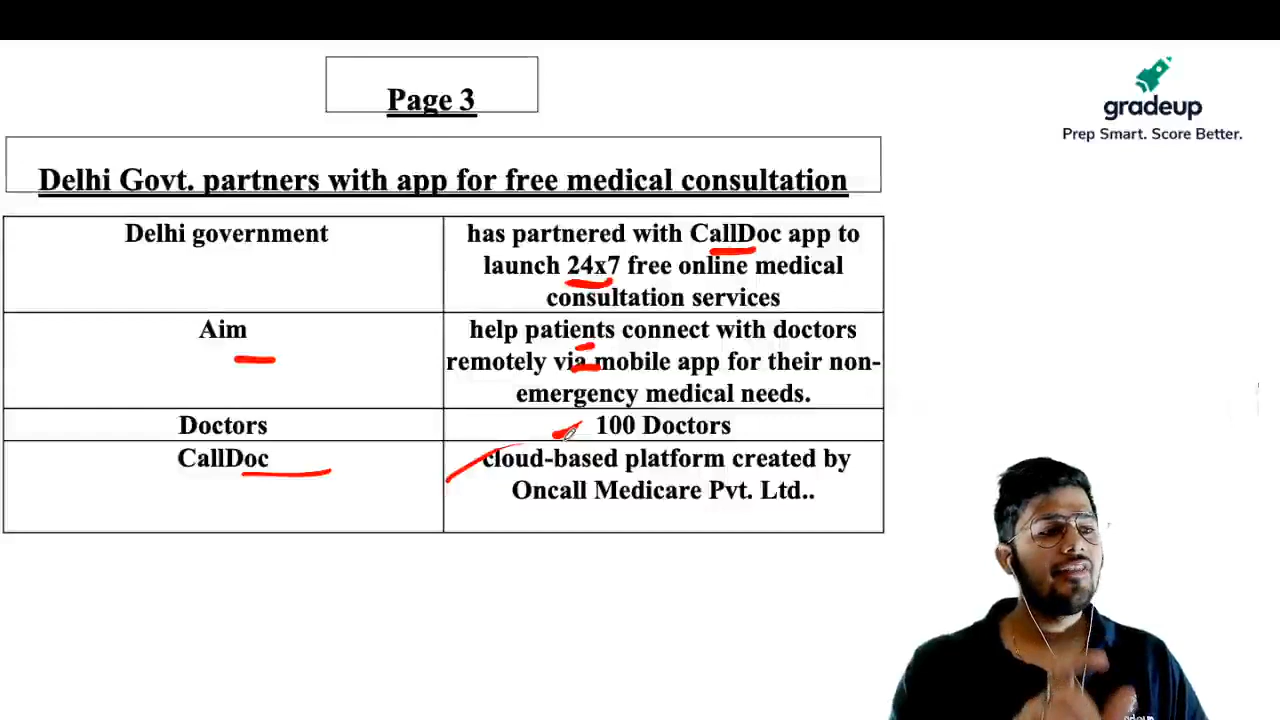 Page 3
gradeup
Prep Smart. Score Better.
Delhi Govt. partners with app for free medical consultation
Delhi government
has partnered with CallDoc app to
launch 24x7 free online medical
consultation services
Aim
help patients connect with doctors
remotely via mobile app for their non-
emergency medical needs.
Doctors
100 Doctors
CallDoc
cloud-based platform created by
Oncall Medicare Pvt. Ltd..